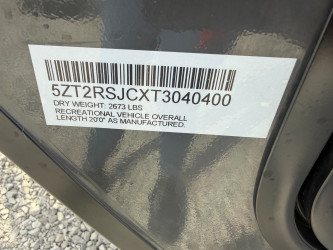 5ZT2RSJCXT3040400
DRY WEIGHT: 2673 LBS
RECREATIONAL VEHICLE OVERALL
LENGTH 20'0" AS MANUFACTURED.